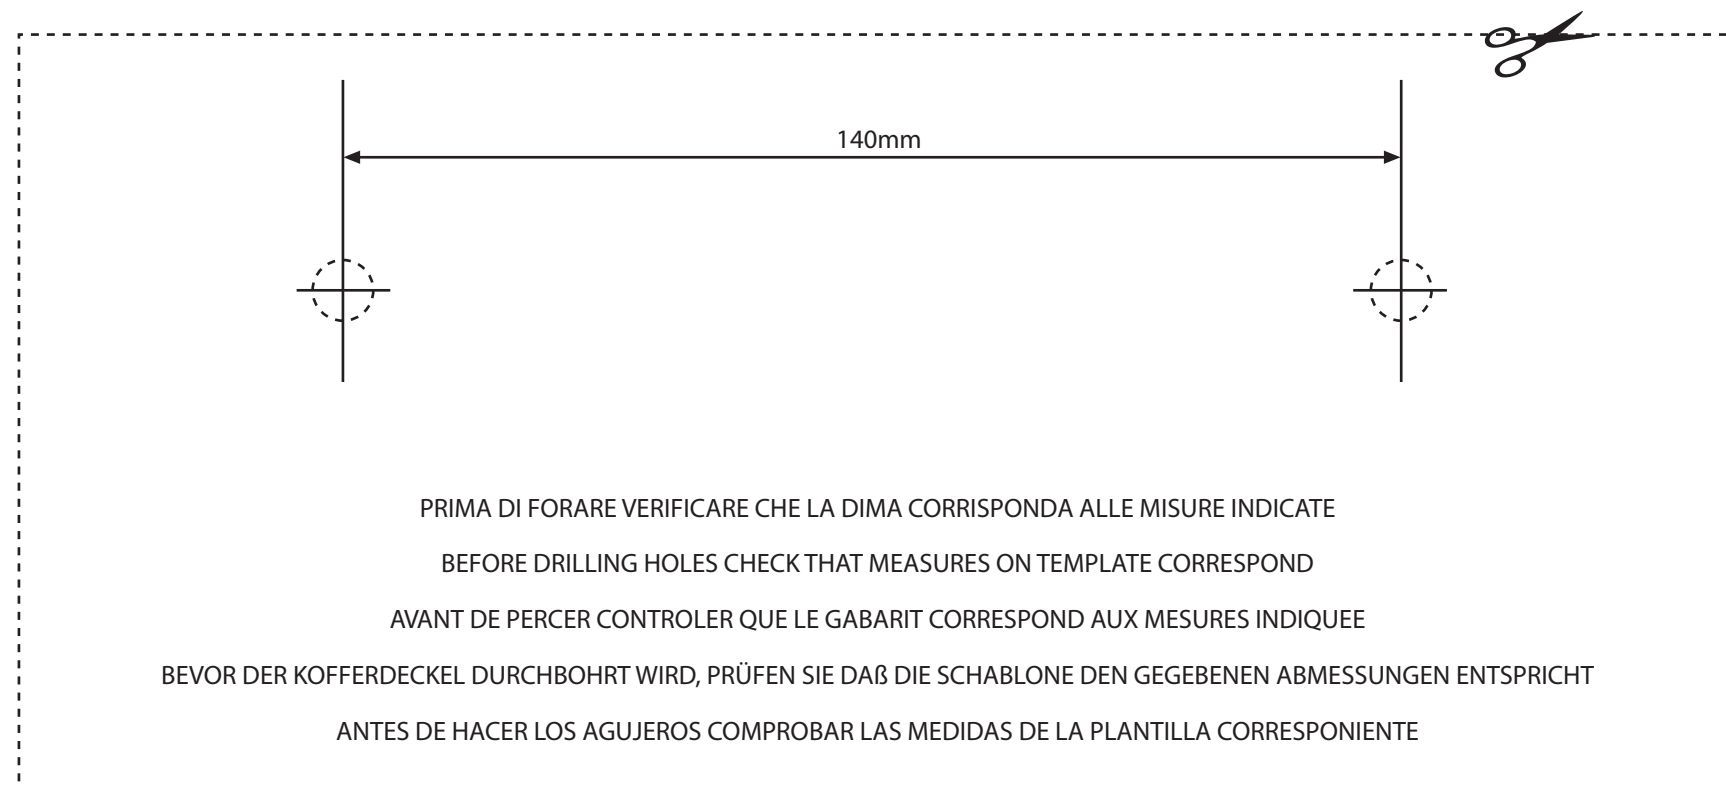 140mm
PRIMA DI FORARE VERIFICARE CHE LA DIMA CORRISPONDA ALLE MISURE INDICATE
BEFORE DRILLING HOLES CHECK THAT MEASURES ON TEMPLATE CORRESPOND
AVANT DE PERCER CONTROLER QUE LE GABARIT CORRESPOND AUX MESURES INDIQUEE
BEVOR DER KOFFERDECKEL DURCHBOHRT WIRD, PRÜFEN SIE DAß DIE SCHABLONE DEN GEGEBENEN ABMESSUNGEN ENTSPRICHT
ANTES DE HACER LOS AGUJEROS COMPROBAR LAS MEDIDAS DE LA PLANTILLA CORRESPONIENTE